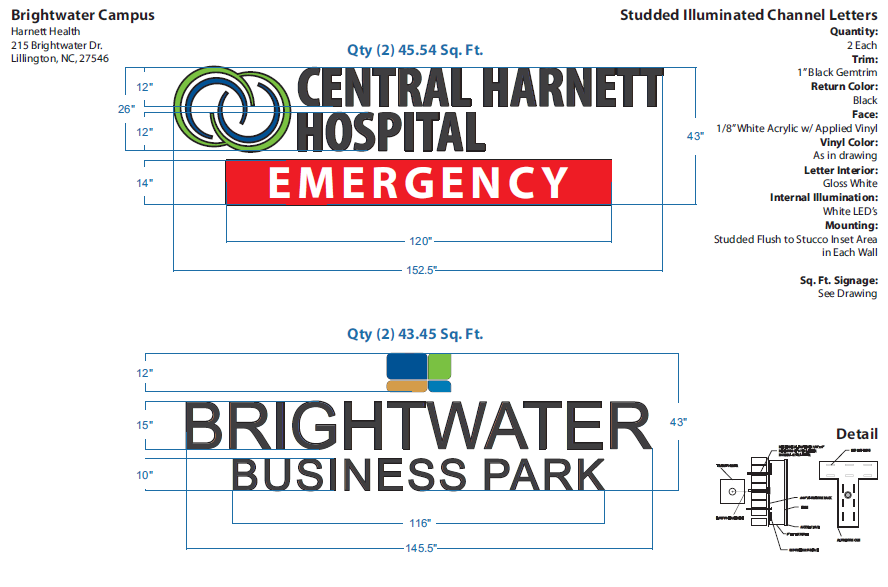 Brightwater Campus
Harnett Health
215 Brightwater Dr.
Lillington, NC, 27546
Studded Illuminated Channel Letters
Quantity:
2 Each
Trim:
1" Black Gemtrim
Return Color:
Black
Face:
1/8" White Acrylic w/ Applied Vinyl
Vinyl Color:
As in drawing
Letter Interior:
Gloss White
Internal Illumination:
White LED's
Mounting:
Studded Flush to Stucco Inset Area
in Each Wall
Sq. Ft. Signage:
See Drawing
Qty (2) 45.54 Sq. Ft.
12"
26"
12"
14"
CENTRAL HARNETT
HOSPITAL
EMERGENCY
43"
120"
152.5"
Qty (2) 43.45 Sq. Ft.
12"
15"
10"
BRIGHTWATER
BUSINESS PARK
43"
116"
145.5"
Detail